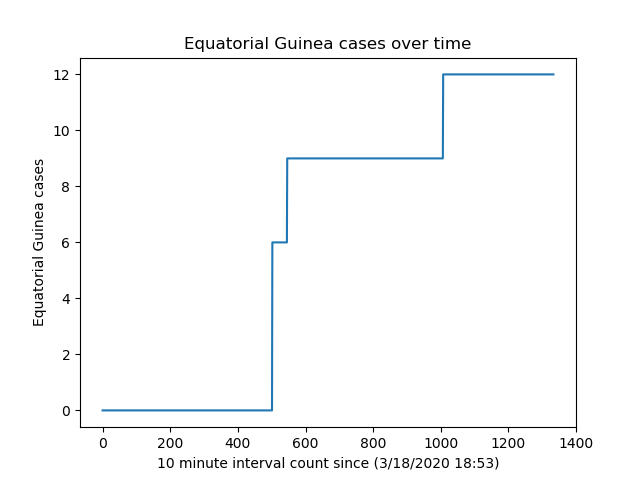 Equatorial Guinea cases over time
Equatorial Guinea cases
12
10
8
6
4
2
0
0 200 400 600 800 1000 1200 1400
10 minute interval count since (3/18/2020 18:53)